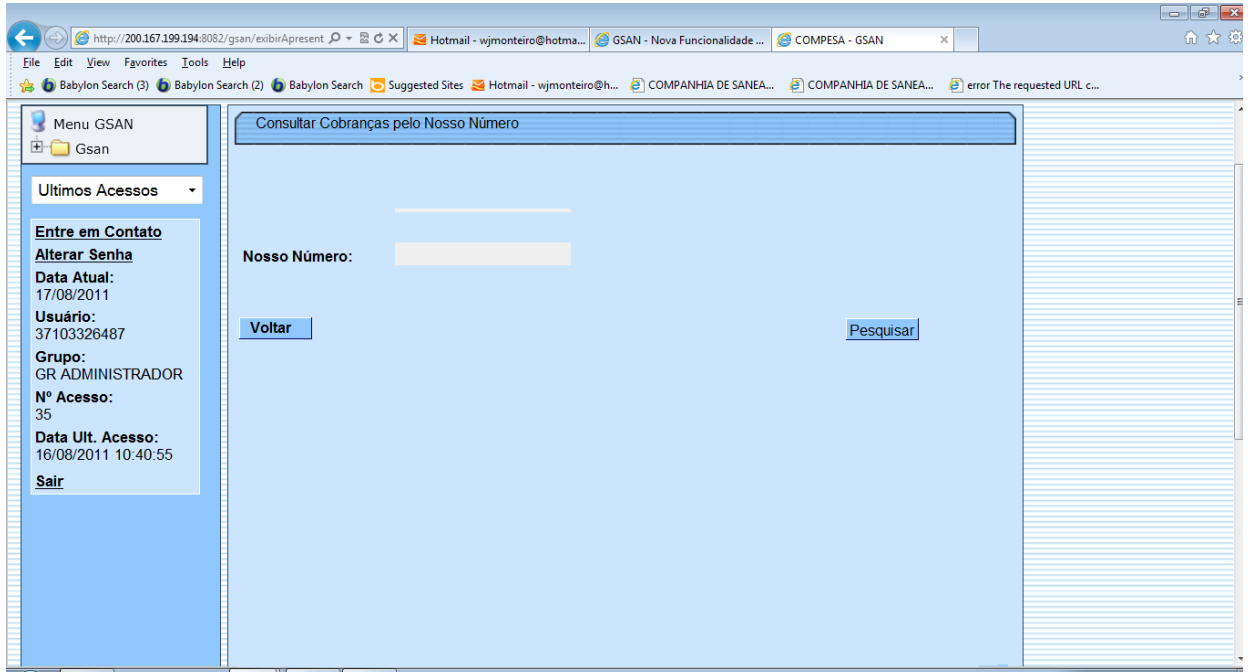 http://200.167.199.194:8082/gsan/exibirApresent
Hotmail - wjmonteiro@hotma...
GSAN - Nova Funcionalidade ...
COMPESA - GSAN
File Edit View Favorites Tools Help
Babylon Search (3) Babylon Search (2) Babylon Search Suggested Sites Hotmail - wjmonteiro@h... COMPANHIA DE SANEA... COMPANHIA DE SANEA... error The requested URL c...
Menu GSAN
Gsan
Ultimos Acessos
Entre em Contato
Alterar Senha
Data Atual:
17/08/2011
Usuário:
37103326487
Grupo:
GR ADMINISTRADOR
Nº Acesso:
35
Data Ult. Acesso:
16/08/2011 10:40:55
Sair
Consultar Cobranças pelo Nosso Número
Nosso Número:
Voltar
Pesquisar